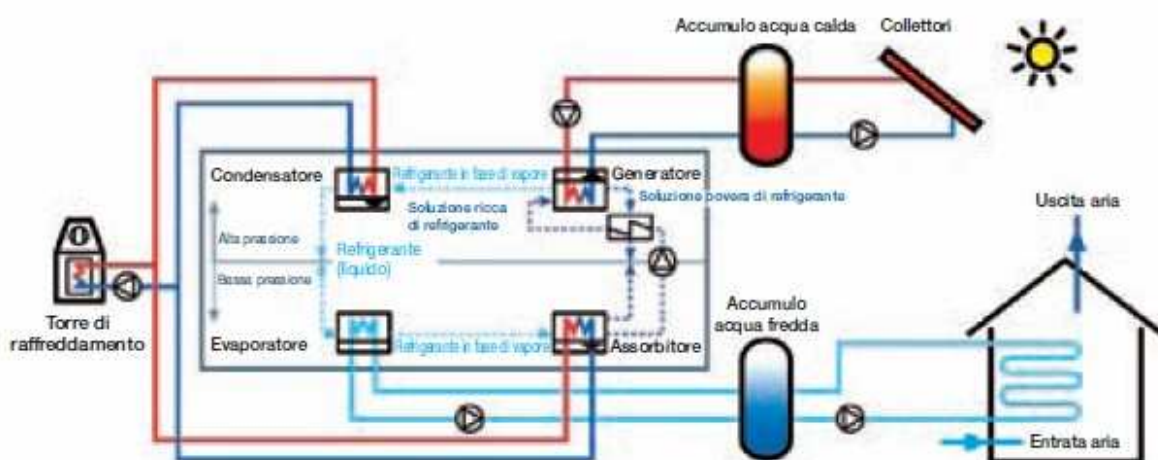 Accumulo acqua calda
Collettori
Condensatore
Refrigerante in fase di vapore
Generatore
Soluzione ricca
di refrigerante
Soluzione povera di refrigerante
Uscita aria
Alta pressione
Refrigerante
(liquido)
Bassa pressione
Torre di
raffreddamento
Accumulo
acqua fredda
Evaporatore
Refrigerante in fase di vapore
Assorbitore
Entrata aria